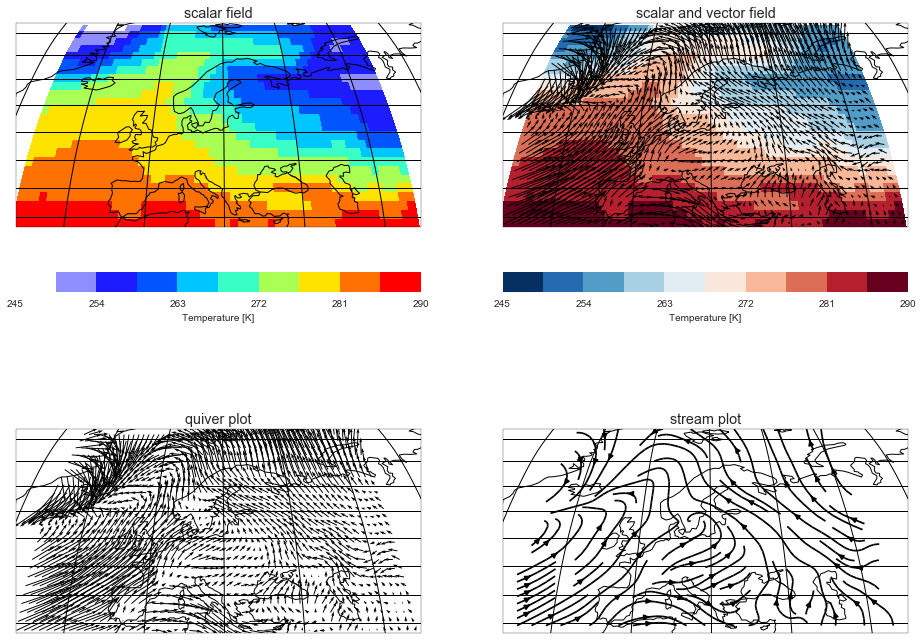 scalar field
scalar and vector field
245 254 263 272 281 290
Temperature [K]
245 254 263 272 281 290
Temperature [K]
quiver plot
stream plot